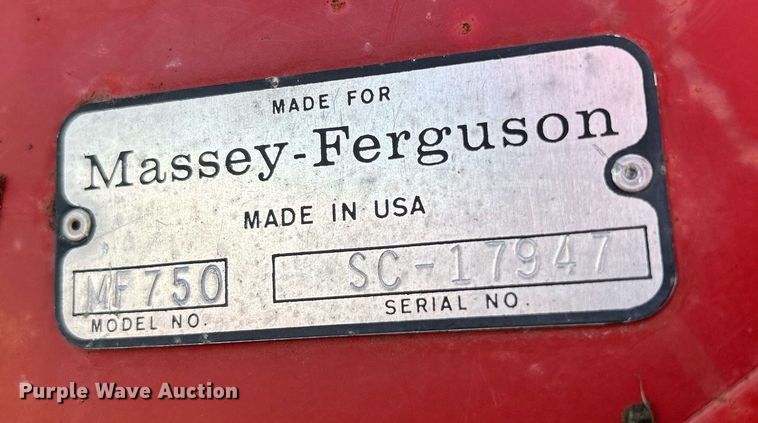 MADE FOR
Massey-Ferguson
MADE IN USA
MF750 SC-17947
MODEL NO. SERIAL NO.
Purple Wave Auction